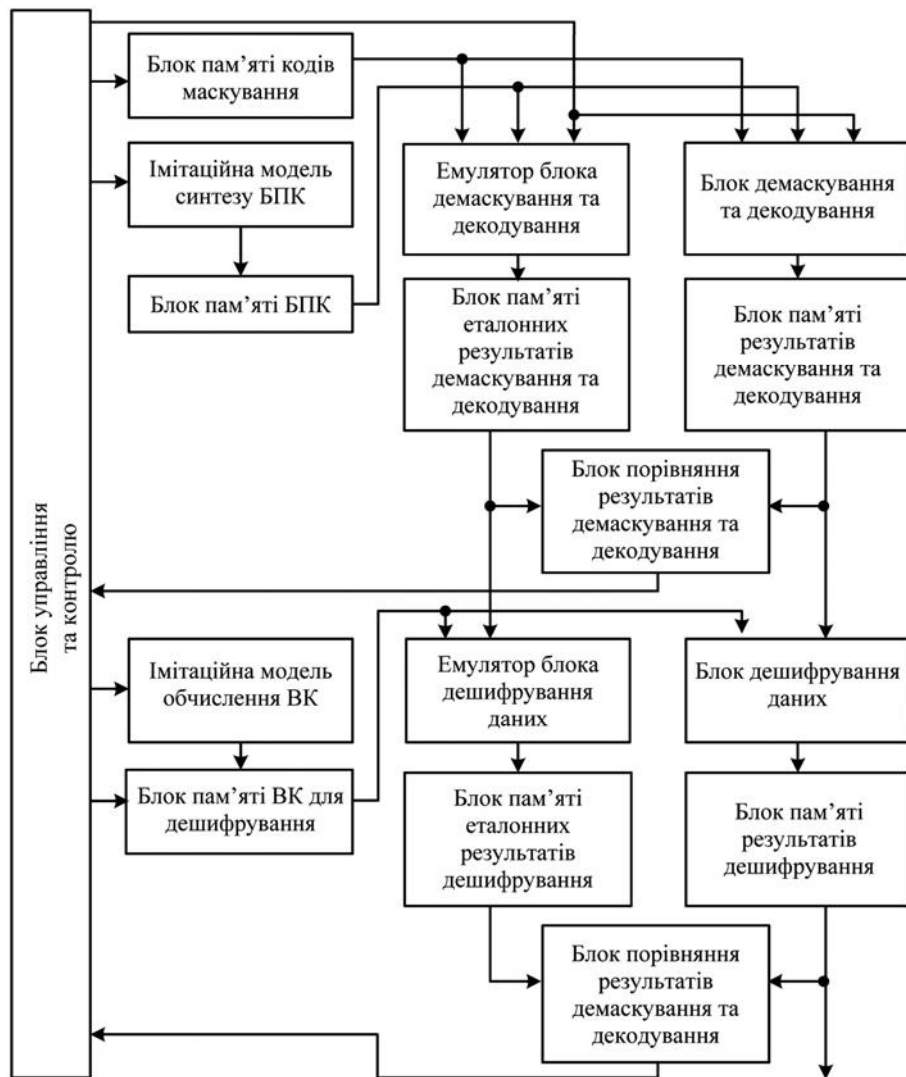 Блок управління
та контролю
Блок пам’яті кодів
маскування
Імітаційна модель
синтезу БПК
Блок пам’яті БПК
Емулятор блока
демаскування та
декодування
Блок демаскування
та декодування
Блок пам’яті
еталонних
результатів
демаскування та
декодування
Блок пам’яті
результатів
демаскування та
декодування
Блок порівняння
результатів
демаскування та
декодування
Імітаційна модель
обчислення ВК
Блок пам’яті ВК для
дешифрування
Емулятор блока
дешифрування
даних
Блок дешифрування
даних
Блок пам’яті
еталонних
результатів
дешифрування
Блок пам’яті
результатів
дешифрування
Блок порівняння
результатів
демаскування та
декодування